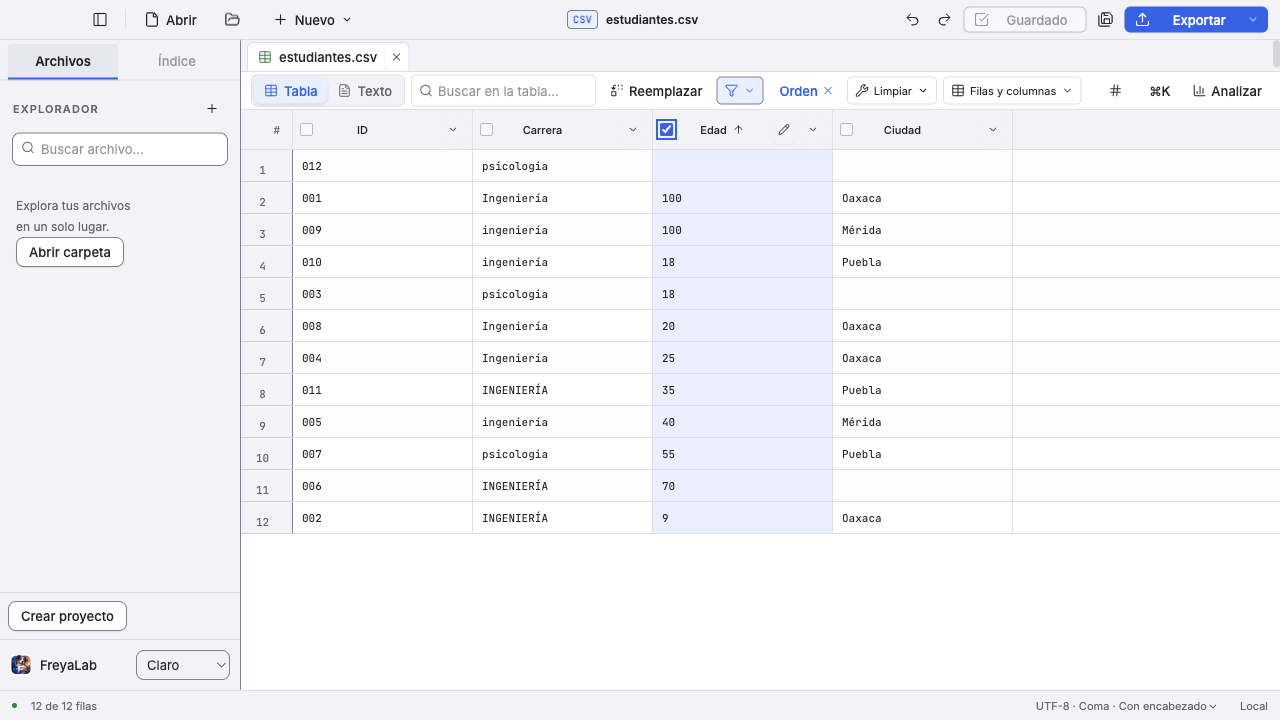 Abrir
Nuevo
CSV estudiantes.csv
Guardado
Exportar
Archivos
Índice
estudiantes.csv
EXPLORADOR
Tabla
Texto
Buscar en la tabla...
Reemplazar
Orden
Limpiar
Filas y columnas
#
⌘K
Analizar
Buscar archivo...
Explora tus archivos
en un solo lugar.
Abrir carpeta
# ID Carrera Edad ↑ Ciudad
1 012 psicologia
2 001 Ingeniería 100 Oaxaca
3 009 ingeniería 100 Mérida
4 010 ingeniería 18 Puebla
5 003 psicologia 18
6 008 Ingeniería 20 Oaxaca
7 004 Ingeniería 25 Oaxaca
8 011 INGENIERÍA 35 Puebla
9 005 ingeniería 40 Mérida
10 007 psicologia 55 Puebla
11 006 INGENIERÍA 70
12 002 INGENIERÍA 9 Oaxaca
Crear proyecto
FreyaLab
Claro
12 de 12 filas
UTF-8 · Coma · Con encabezado
Local